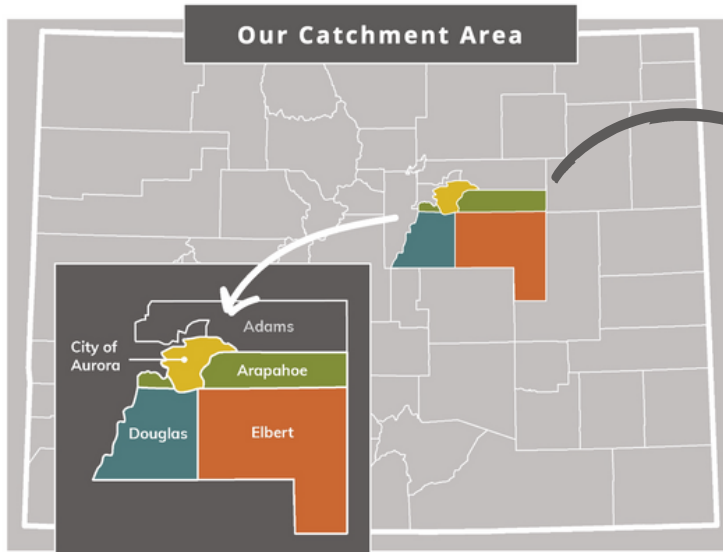 Our Catchment Area
Adams
City of
Aurora
Arapahoe
Douglas
Elbert